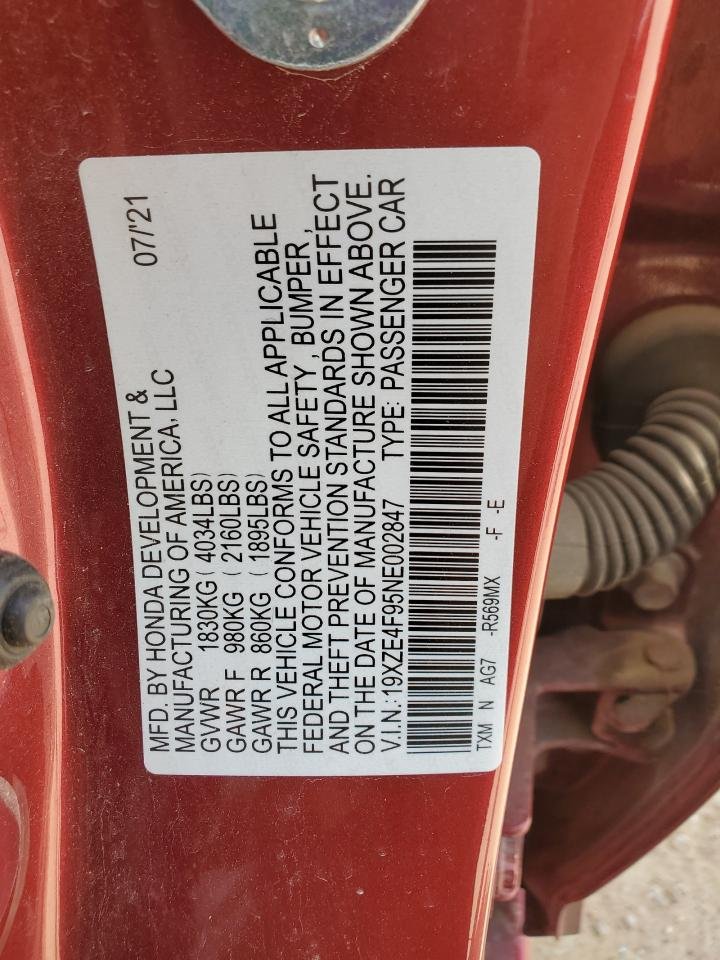 MFD. BY HONDA DEVELOPMENT & 07/'21
MANUFACTURING OF AMERICA, LLC
GVWR 1830KG ( 4034LBS)
GAWR F 980KG ( 2160LBS)
GAWR R 860KG ( 1895LBS)
THIS VEHICLE CONFORMS TO ALL APPLICABLE
FEDERAL MOTOR VEHICLE SAFETY , BUMPER ,
AND THEFT PREVENTION STANDARDS IN EFFECT
ON THE DATE OF MANUFACTURE SHOWN ABOVE.
V.I.N.:19XZE4F95NE002847 TYPE: PASSENGER CAR
TXM N AG7 -R569MX -F -E